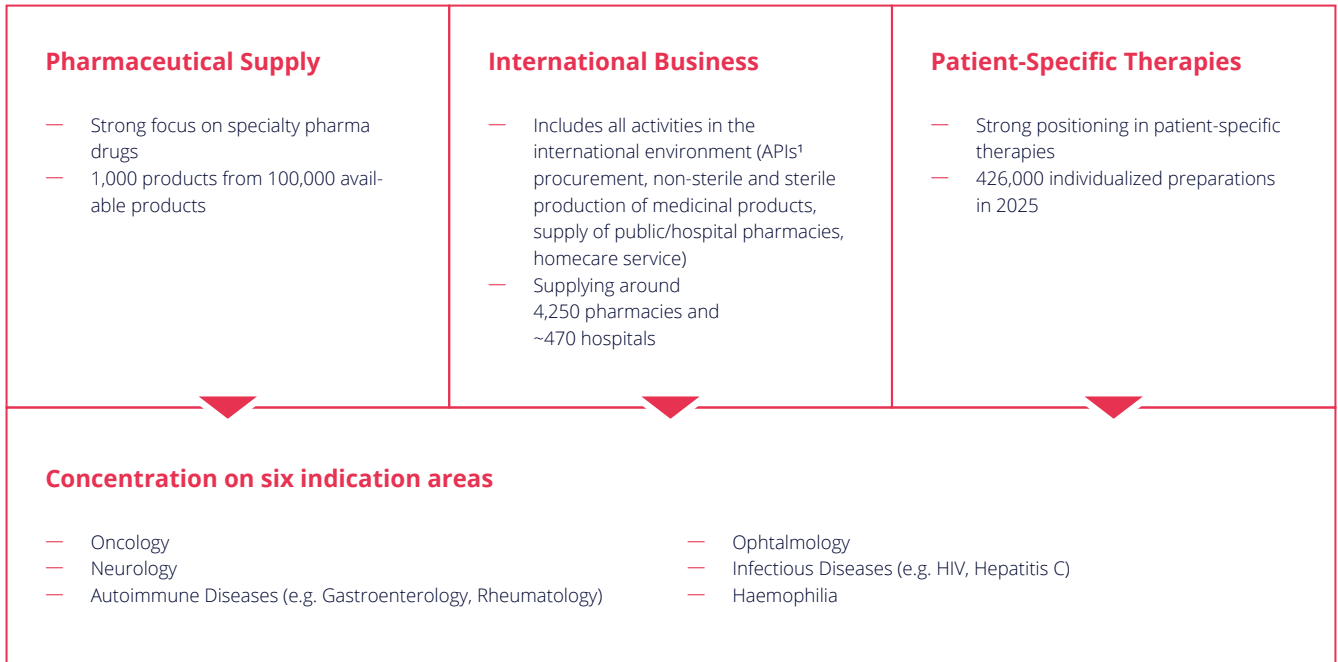 Pharmaceutical Supply
— Strong focus on specialty pharma
drugs
— 1,000 products from 100,000 avail-
able products
International Business
— Includes all activities in the
international environment (APIs¹
procurement, non-sterile and sterile
production of medicinal products,
supply of public/hospital pharmacies,
homecare service)
— Supplying around
4,250 pharmacies and
~470 hospitals
Patient-Specific Therapies
— Strong positioning in patient-specific
therapies
— 426,000 individualized preparations
in 2025
Concentration on six indication areas
— Oncology
— Neurology
— Autoimmune Diseases (e.g. Gastroenterology, Rheumatology)
— Ophtalmology
— Infectious Diseases (e.g. HIV, Hepatitis C)
— Haemophilia